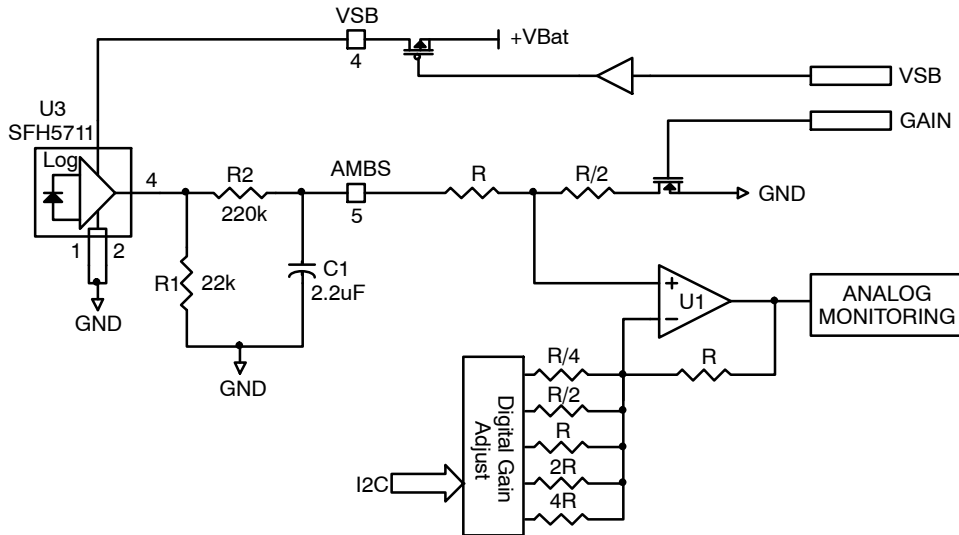 VSB
4
+VBat
VSB
GAIN
U3
SFH5711
Log
4
R2
220k
AMBS
5
R
R/2
GND
1
2
GND
R1
22k
C1
2.2uF
GND
+
−
U1
ANALOG
MONITORING
R
R/4
R/2
R
2R
4R
Digital Gain
Adjust
I2C